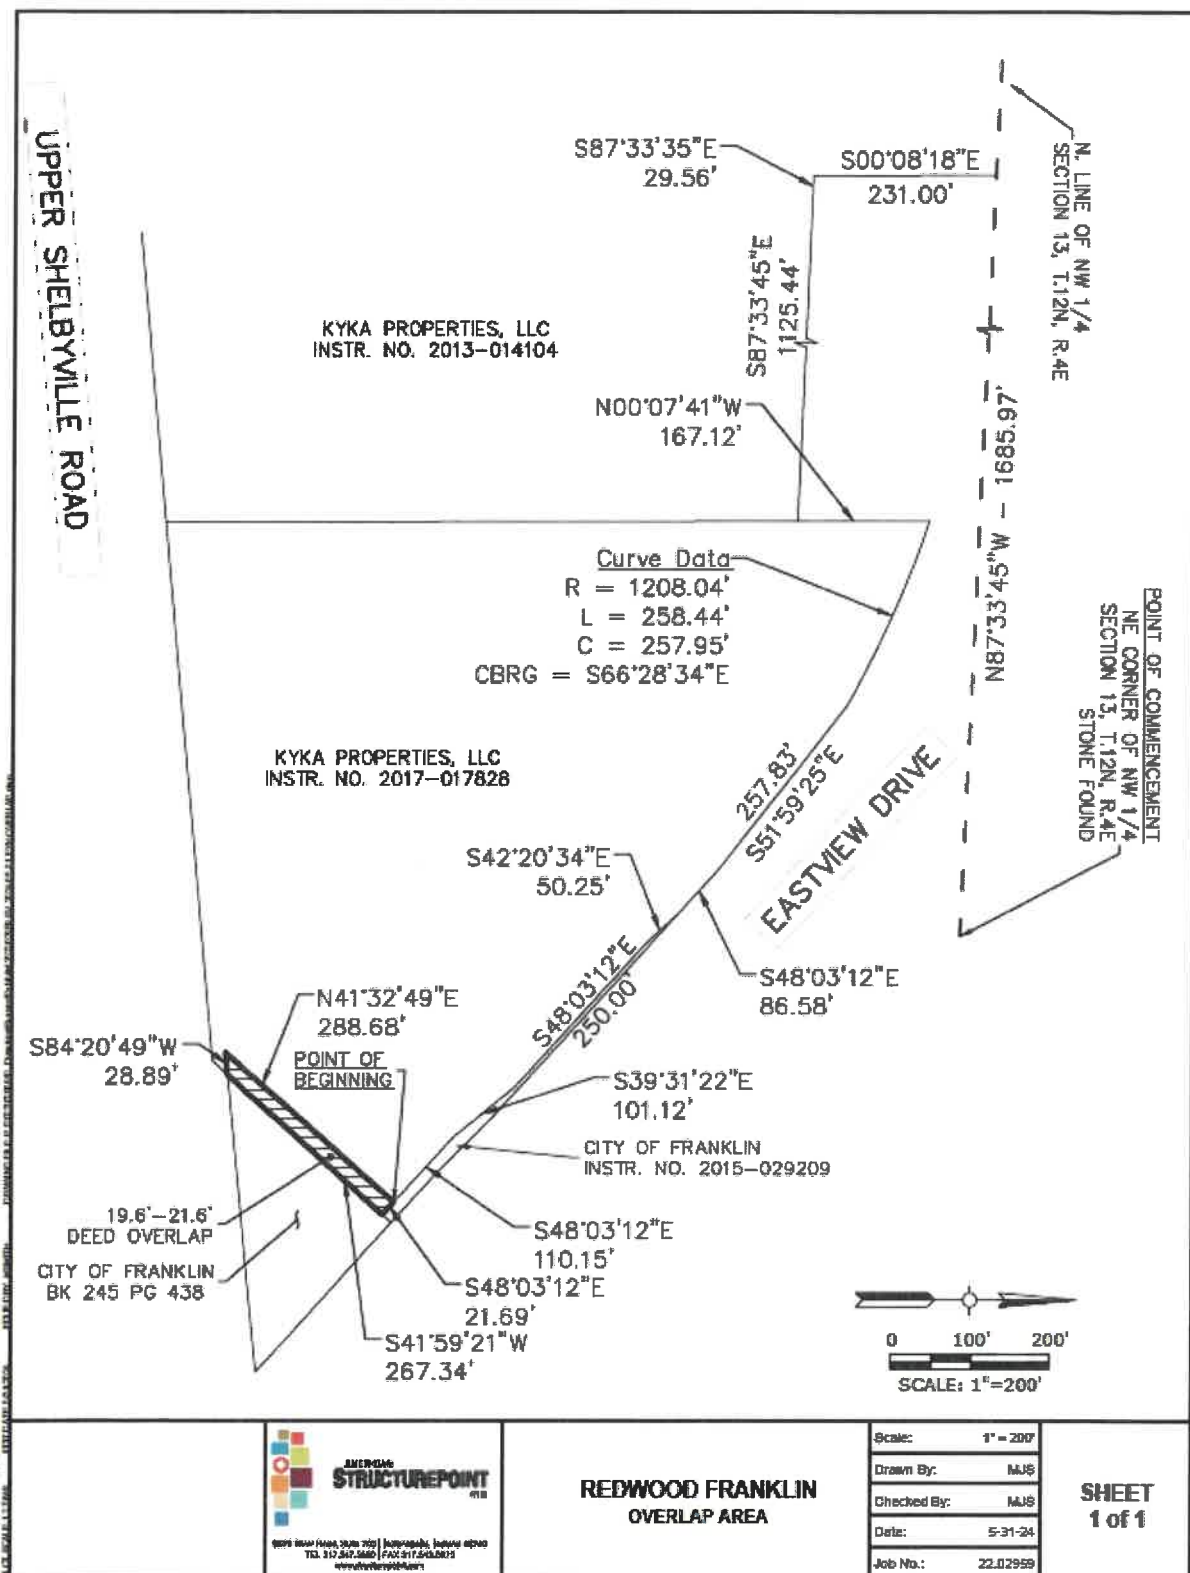 UPPER SHELBYVILLE ROAD
N. LINE OF NW 1/4
SECTION 13, T.12N, R.4E
S87°33'35"E
29.56'
S00°08'18"E
231.00'
S87°33'45"E
1125.44'
KYKA PROPERTIES, LLC
INSTR. NO. 2013-014104
N00°07'41"W
167.12'
N87°33'45"W - 1685.97'
Curve Data
R = 1208.04'
L = 258.44'
C = 257.95'
CBRG = S66°28'34"E
POINT OF COMMENCEMENT
NE CORNER OF NW 1/4
SECTION 13, T.12N, R.4E
STONE FOUND
KYKA PROPERTIES, LLC
INSTR. NO. 2017-017828
257.83'
S51°59'25"E
EASTVIEW DRIVE
S42°20'34"E
50.25'
S48°03'12"E
250.00'
S48°03'12"E
86.58'
N41°32'49"E
288.68'
S84°20'49"W
28.89'
POINT OF
BEGINNING
S39°31'22"E
101.12'
CITY OF FRANKLIN
INSTR. NO. 2015-029209
19.6'-21.6'
DEED OVERLAP
CITY OF FRANKLIN
BK 245 PG 438
S48°03'12"E
110.15'
S48°03'12"E
21.69'
S41°59'21"W
267.34'
0 100' 200'
SCALE: 1"=200'
AMERICAN
STRUCTUREPOINT
INC.
REDWOOD FRANKLIN
OVERLAP AREA
Scale: 1" = 200'
Drawn By: MJS
Checked By: MJS
Date: 5-31-24
Job No.: 22.02959
SHEET
1 of 1